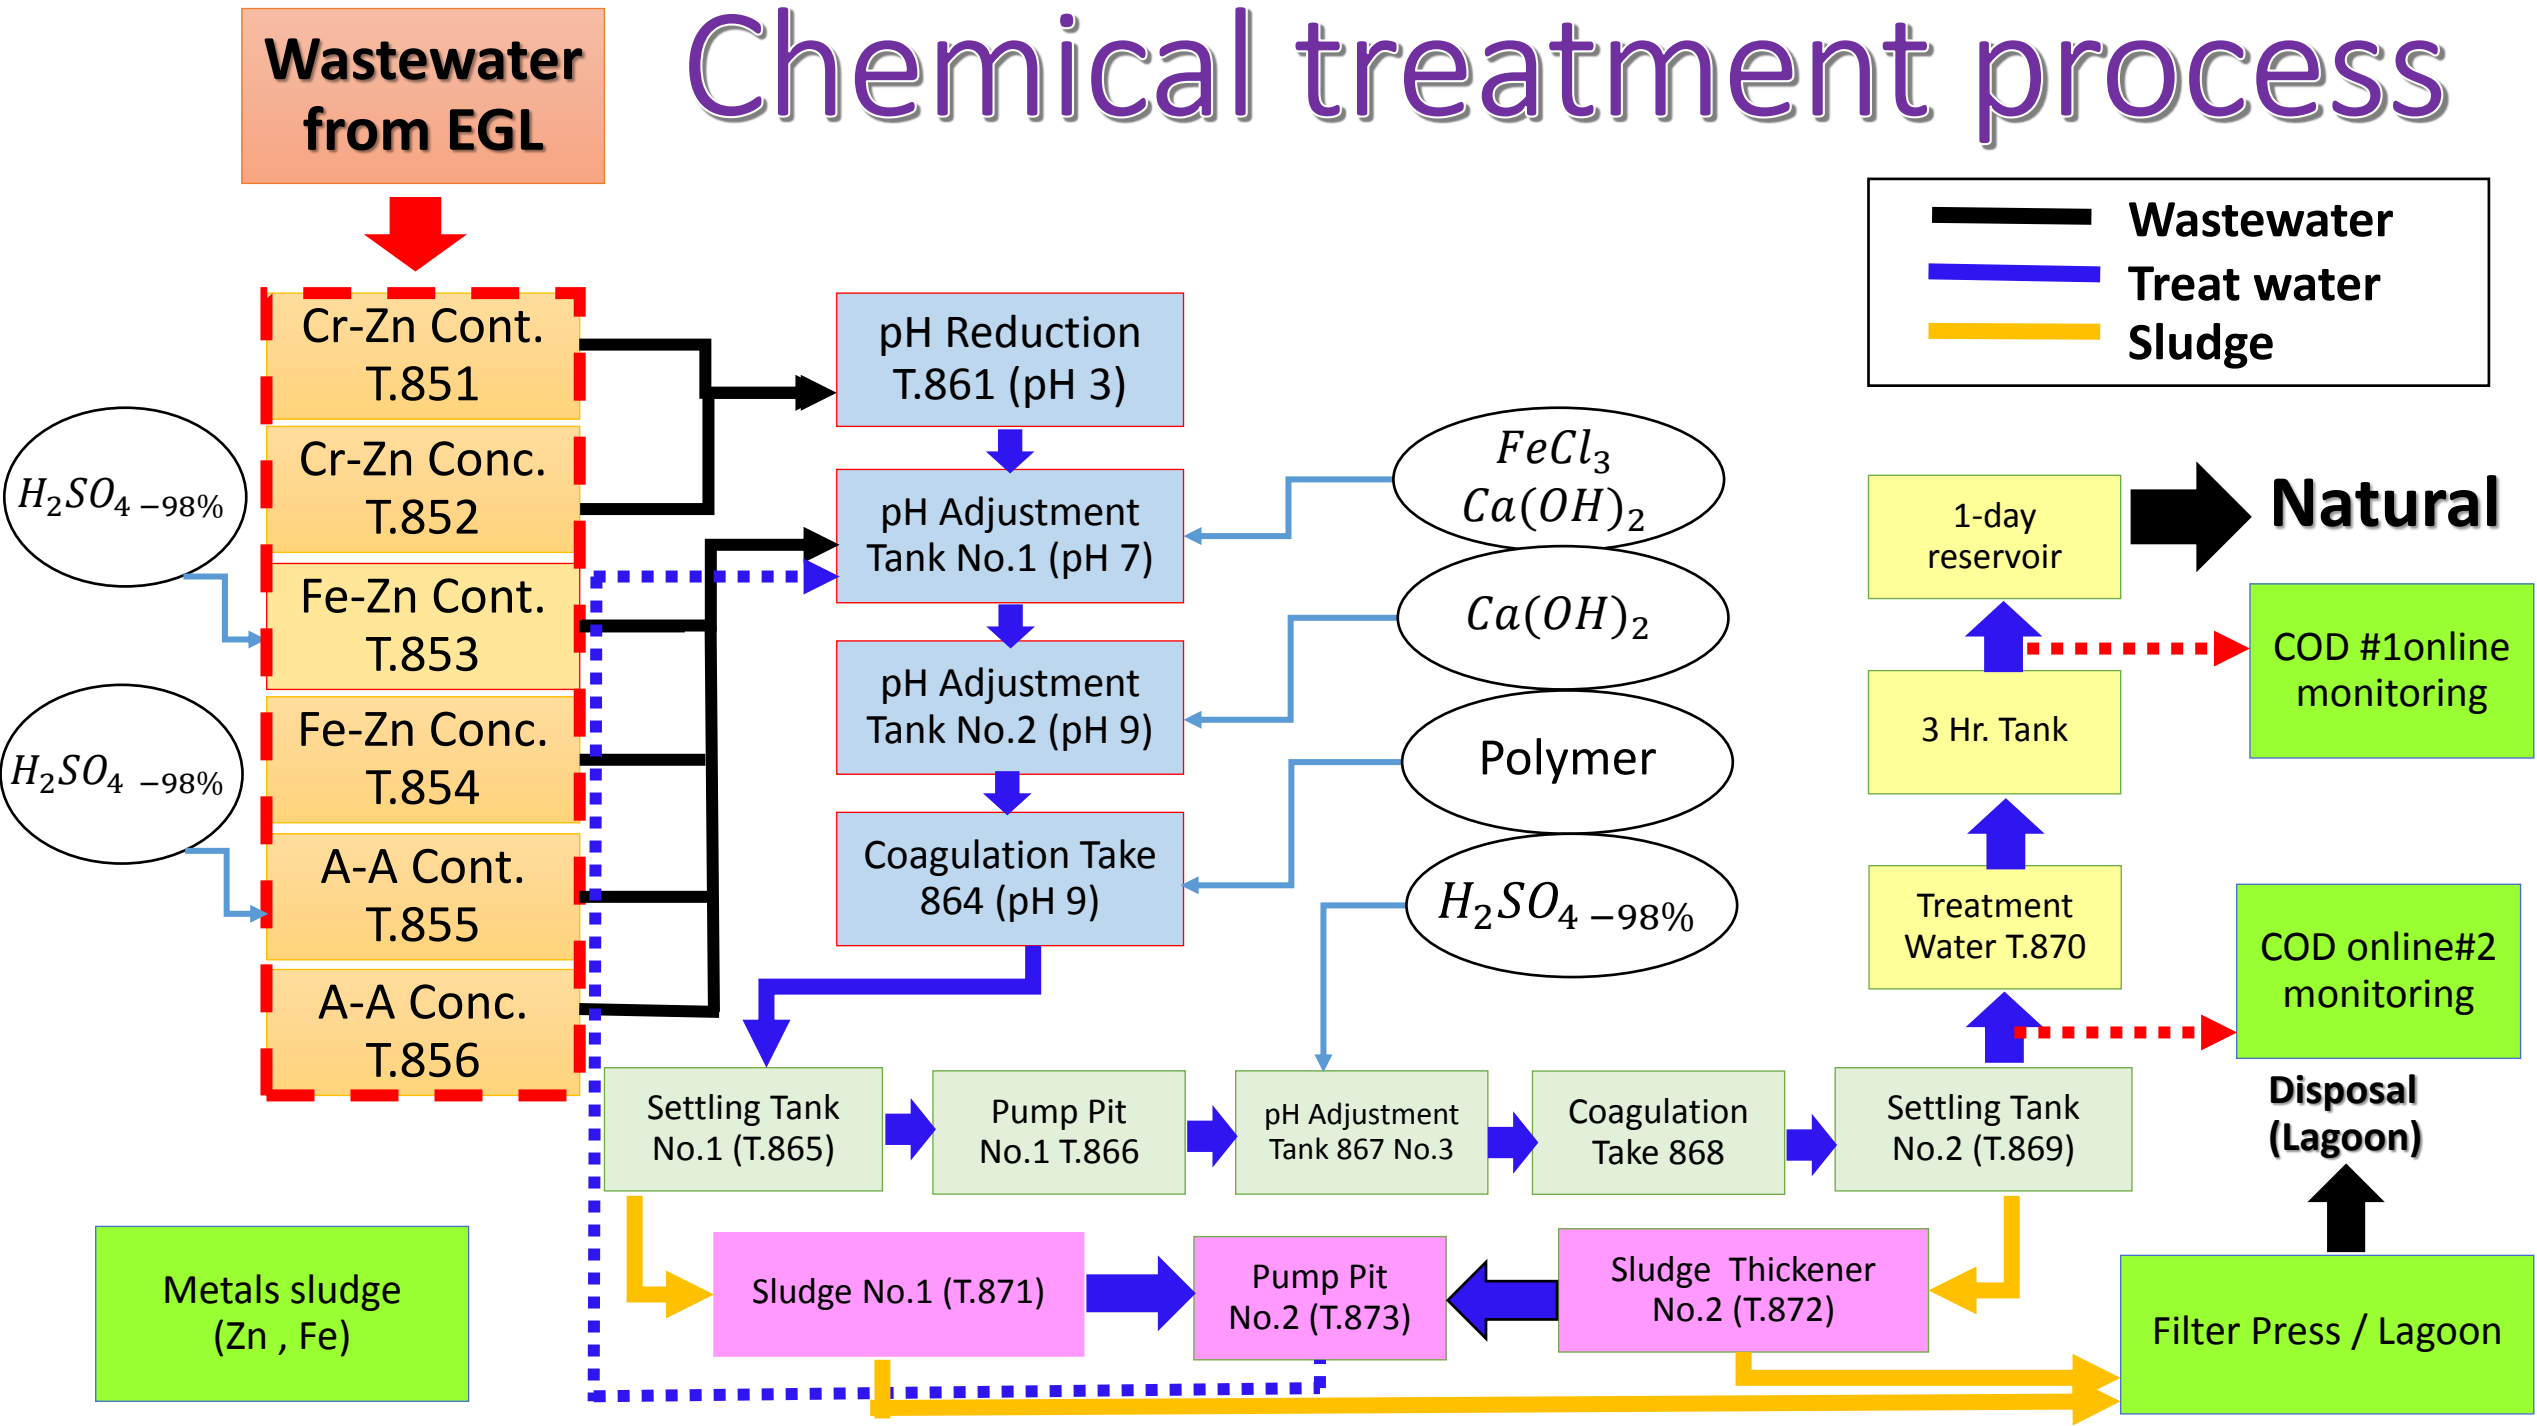 Chemical treatment process
Wastewater
from EGL
Wastewater
Treat water
Sludge
Cr-Zn Cont.
T.851
Cr-Zn Conc.
T.852
Fe-Zn Cont.
T.853
Fe-Zn Conc.
T.854
A-A Cont.
T.855
A-A Conc.
T.856
H₂SO₄ −98%
H₂SO₄ −98%
pH Reduction
T.861 (pH 3)
pH Adjustment
Tank No.1 (pH 7)
pH Adjustment
Tank No.2 (pH 9)
Coagulation Take
864 (pH 9)
FeCl₃
Ca(OH)₂
Ca(OH)₂
Polymer
H₂SO₄ −98%
1-day
reservoir
Natural
COD #1online
monitoring
3 Hr. Tank
Treatment
Water T.870
COD online#2
monitoring
Disposal
(Lagoon)
Settling Tank
No.1 (T.865)
Pump Pit
No.1 T.866
pH Adjustment
Tank 867 No.3
Coagulation
Take 868
Settling Tank
No.2 (T.869)
Metals sludge
(Zn , Fe)
Sludge No.1 (T.871)
Pump Pit
No.2 (T.873)
Sludge  Thickener
No.2 (T.872)
Filter Press / Lagoon